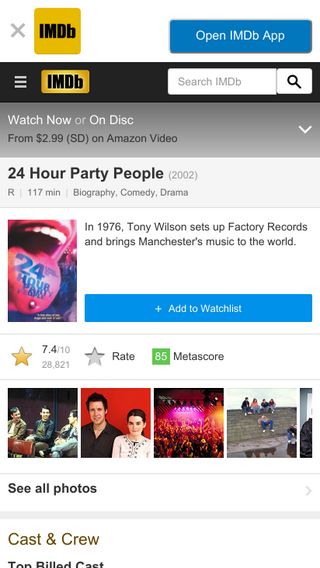 IMDb
Open IMDb App
IMDb
Search IMDb
Watch Now or On Disc
From $2.99 (SD) on Amazon Video
24 Hour Party People (2002)
R | 117 min | Biography, Comedy, Drama
In 1976, Tony Wilson sets up Factory Records
and brings Manchester's music to the world.
24
HOUR
PARTY
+ Add to Watchlist
7.4/10
28,821
Rate
85 Metascore
See all photos
Cast & Crew
Top Billed Cast